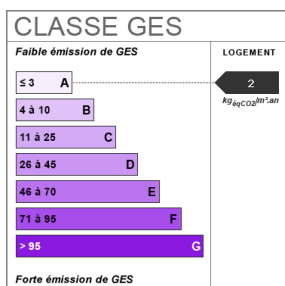 CLASSE GES
Faible émission de GES
LOGEMENT
≤ 3 A
2
kgéqCO2/m².an
4 à 10 B
11 à 25 C
26 à 45 D
46 à 70 E
71 à 95 F
> 95 G
Forte émission de GES